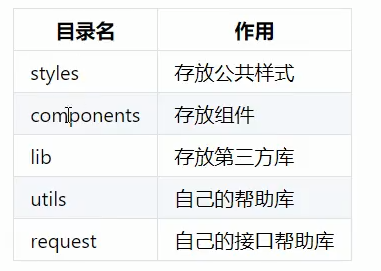 目录名 作用
styles 存放公共样式
components 存放组件
lib 存放第三方库
utils 自己的帮助库
request 自己的接口帮助库